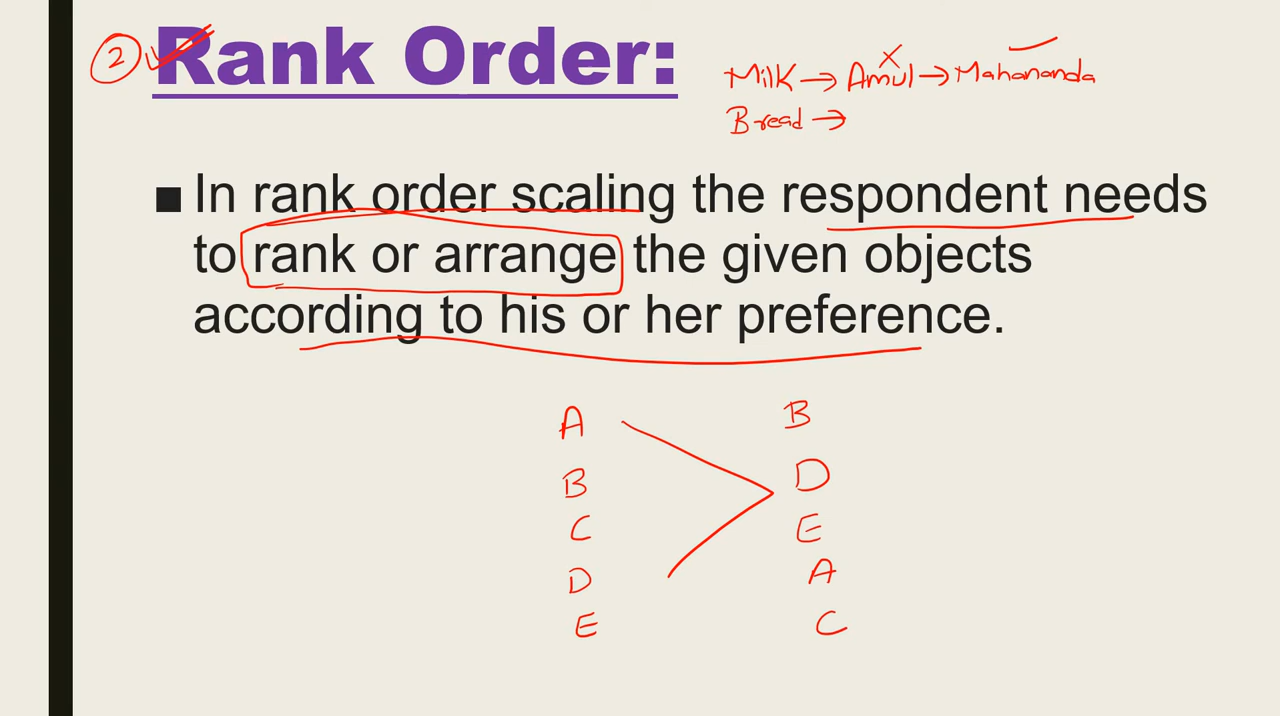 ② Rank Order:
Milk → Amul → Mahananda
Bread →
■ In rank order scaling the respondent needs
to rank or arrange the given objects
according to his or her preference.
A B
B D
C E
D A
E C